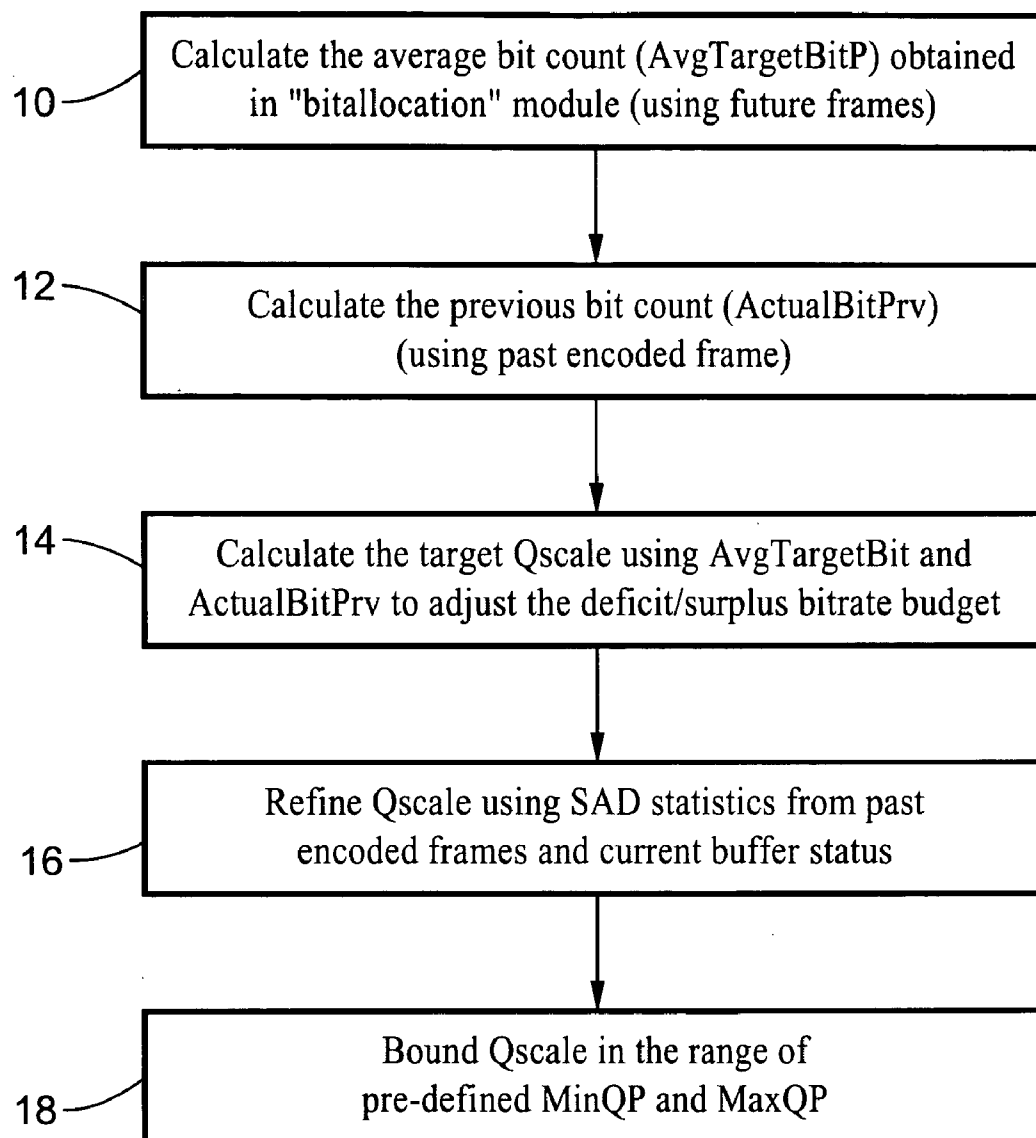 10
Calculate the average bit count (AvgTargetBitP) obtained
in "bitallocation" module (using future frames)
12
Calculate the previous bit count (ActualBitPrv)
(using past encoded frame)
14
Calculate the target Qscale using AvgTargetBit and
ActualBitPrv to adjust the deficit/surplus bitrate budget
16
Refine Qscale using SAD statistics from past
encoded frames and current buffer status
18
Bound Qscale in the range of
pre-defined MinQP and MaxQP